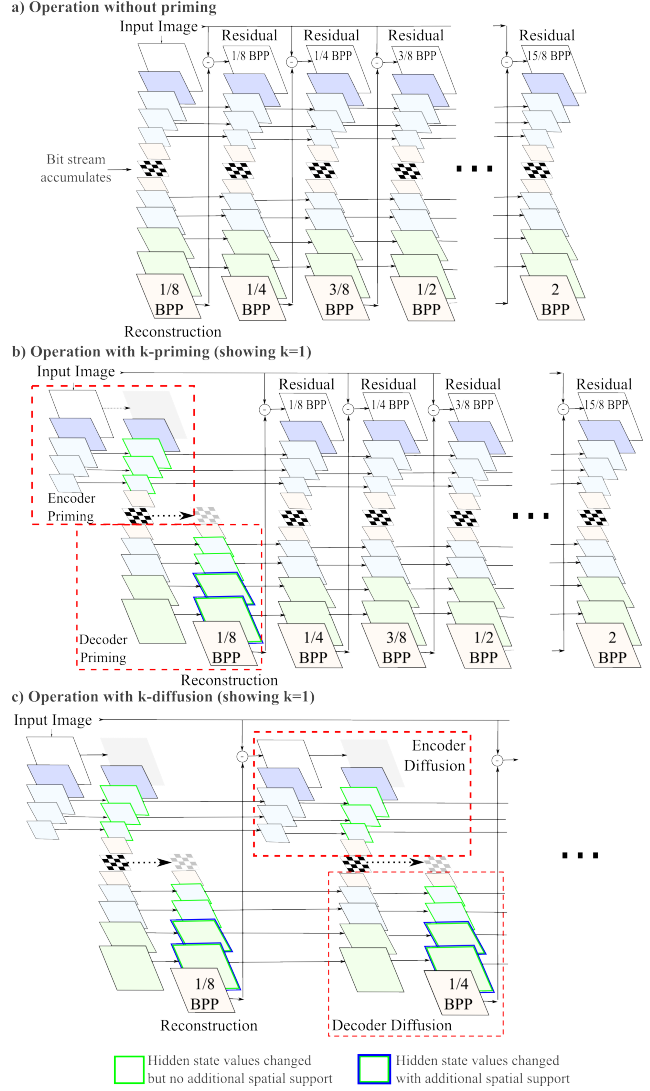 a) Operation without priming
Input Image
Residual Residual Residual Residual
1/8 BPP 1/4 BPP 3/8 BPP 15/8 BPP
- - - -
Bit stream
accumulates
1/8 1/4 3/8 1/2 2
BPP BPP BPP BPP BPP
Reconstruction
b) Operation with k-priming (showing k=1)
Input Image
Residual Residual Residual Residual
1/8 BPP 1/4 BPP 3/8 BPP 15/8 BPP
- - - -
Encoder
Priming
Decoder
Priming
1/8 1/4 3/8 1/2 2
BPP BPP BPP BPP BPP
Reconstruction
c) Operation with k-diffusion (showing k=1)
Input Image
Encoder
Diffusion
- -
1/8 1/4
BPP BPP
Reconstruction
Decoder Diffusion
Hidden state values changed
but no additional spatial support
Hidden state values changed
with additional spatial support